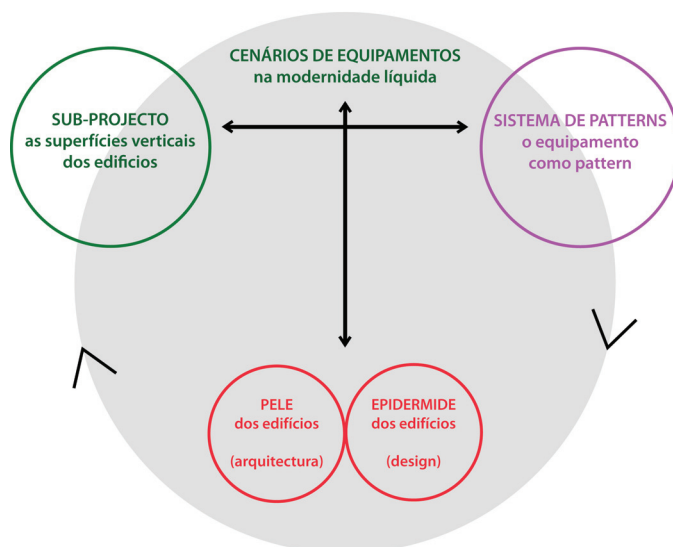 CENÁRIOS DE EQUIPAMENTOS
na modernidade líquida
SUB-PROJECTO
as superfícies verticais
dos edificios
SISTEMA DE PATTERNS
o equipamento
como pattern
PELE
dos edifícios
(arquitectura)
EPIDERMIDE
dos edifícios
(design)